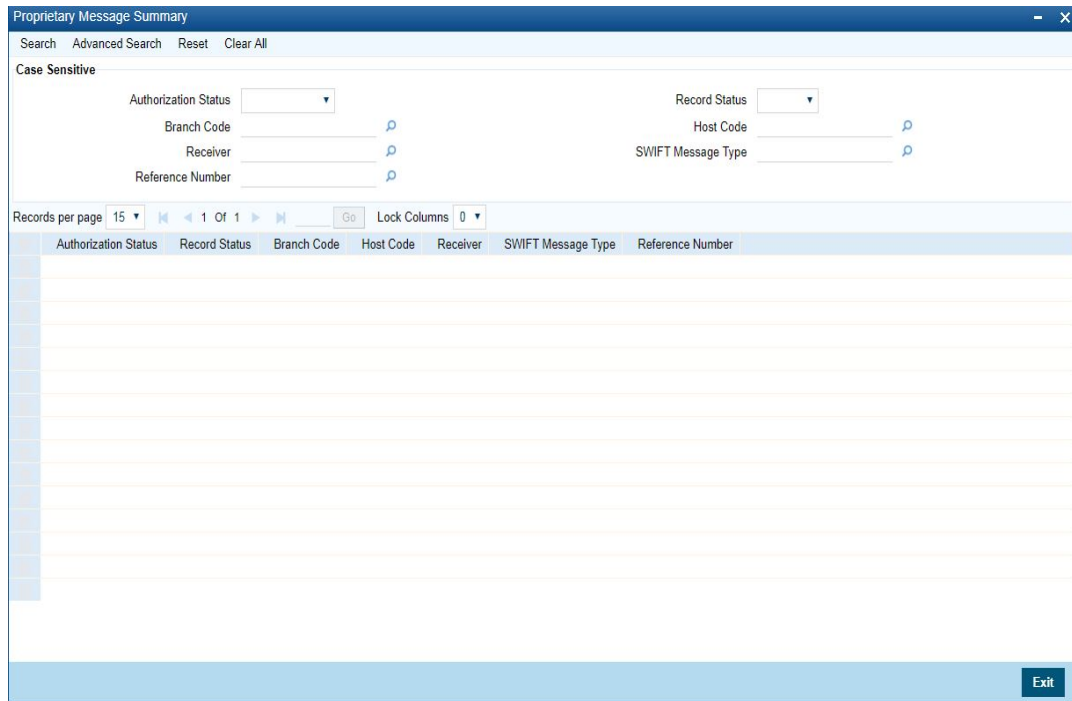 Proprietary Message Summary
Search Advanced Search Reset Clear All
Case Sensitive
Authorization Status Record Status
Branch Code Host Code
Receiver SWIFT Message Type
Reference Number
Records per page 15 1 Of 1 Go Lock Columns 0
Authorization Status Record Status Branch Code Host Code Receiver SWIFT Message Type Reference Number
Exit